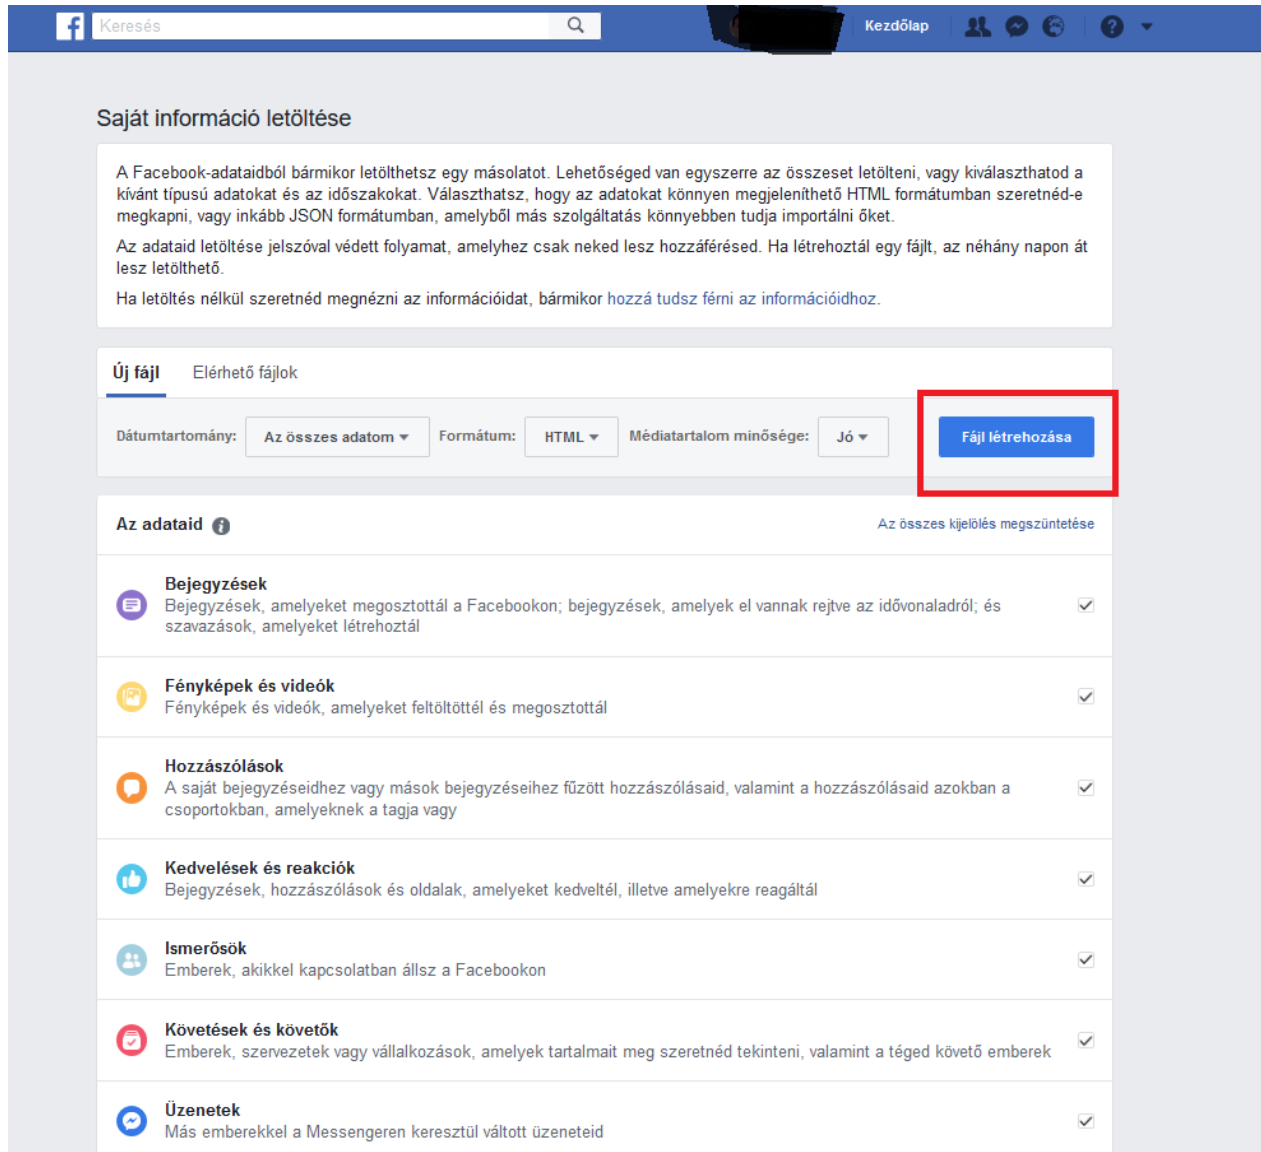 f
Keresés
Kezdőlap
?
Saját információ letöltése
A Facebook-adataidból bármikor letölthetsz egy másolatot. Lehetőséged van egyszerre az összeset letölteni, vagy kiválaszthatod a
kívánt típusú adatokat és az időszakokat. Választhatsz, hogy az adatokat könnyen megjeleníthető HTML formátumban szeretnéd-e
megkapni, vagy inkább JSON formátumban, amelyből más szolgáltatás könnyebben tudja importálni őket.
Az adataid letöltése jelszóval védett folyamat, amelyhez csak neked lesz hozzáférésed. Ha létrehoztál egy fájlt, az néhány napon át
lesz letölthető.
Ha letöltés nélkül szeretnéd megnézni az információidat, bármikor hozzá tudsz férni az információidhoz.
Új fájl Elérhető fájlok
Dátumtartomány: Az összes adatom Formátum: HTML Médiatartalom minősége: Jó Fájl létrehozása
Az adataid i Az összes kijelölés megszüntetése
Bejegyzések
Bejegyzések, amelyeket megosztottál a Facebookon; bejegyzések, amelyek el vannak rejtve az idővonaladról; és
szavazások, amelyeket létrehoztál
Fényképek és videók
Fényképek és videók, amelyeket feltöltöttél és megosztottál
Hozzászólások
A saját bejegyzéseidhez vagy mások bejegyzéseihez fűzött hozzászólásaid, valamint a hozzászólásaid azokban a
csoportokban, amelyeknek a tagja vagy
Kedvelések és reakciók
Bejegyzések, hozzászólások és oldalak, amelyeket kedveltél, illetve amelyekre reagáltál
Ismerősök
Emberek, akikkel kapcsolatban állsz a Facebookon
Követések és követők
Emberek, szervezetek vagy vállalkozások, amelyek tartalmait meg szeretnéd tekinteni, valamint a téged követő emberek
Üzenetek
Más emberekkel a Messengeren keresztül váltott üzeneteid